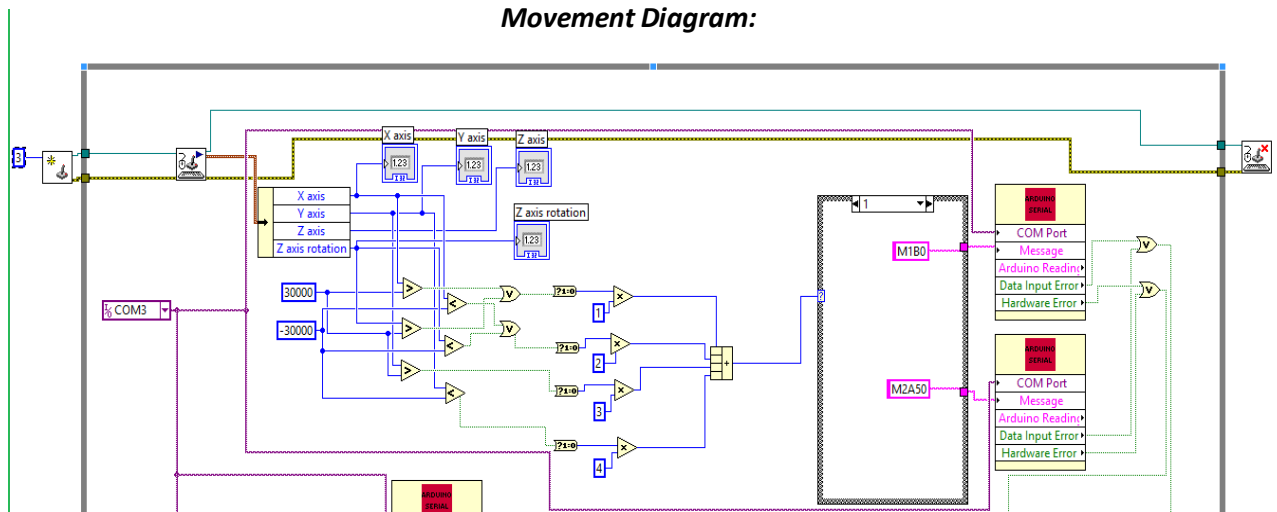 Movement Diagram:
3
X axis
Y axis
Z axis
1.23
1.23
1.23
X axis
Y axis
Z axis
Z axis rotation
Z axis rotation
1.23
1
M1B0
ARDUINO
SERIAL
COM Port
Message
Arduino Reading
Data Input Error
Hardware Error
30000
-30000
COM3
?1:0
1
?1:0
2
?1:0
3
?1:0
4
?
M2A50
ARDUINO
SERIAL
COM Port
Message
Arduino Reading
Data Input Error
Hardware Error
ARDUINO
SERIAL